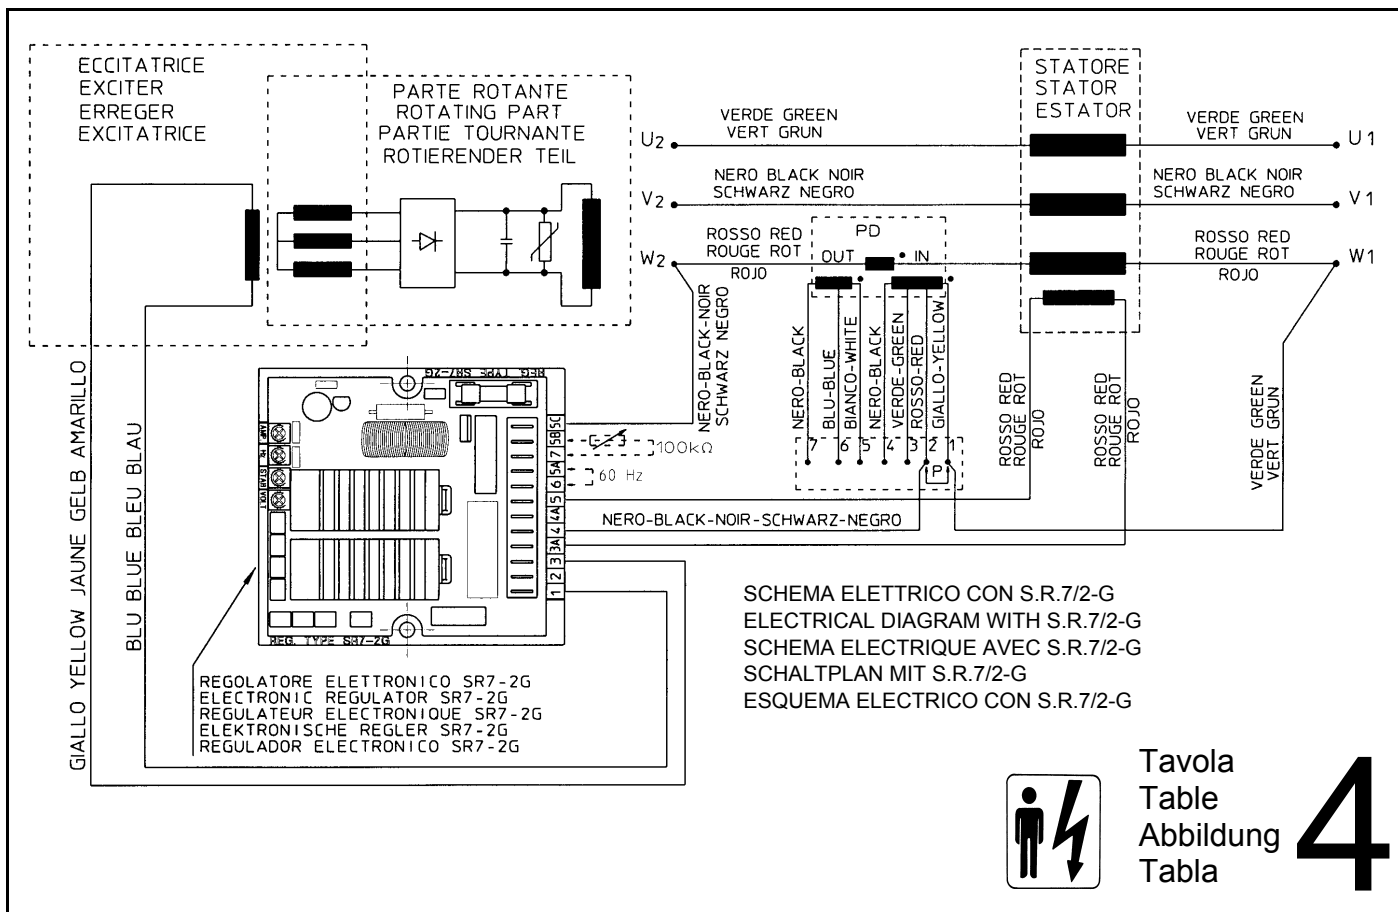 ECCITATRICE
EXCITER
ERREGER
EXCITATRICE
PARTE ROTANTE
ROTATING PART
PARTIE TOURNANTE
ROTIERENDER TEIL
STATORE
STATOR
ESTATOR
U2
VERDE GREEN
VERT GRUN
VERDE GREEN
VERT GRUN
U1
V2
NERO BLACK NOIR
SCHWARZ NEGRO
NERO BLACK NOIR
SCHWARZ NEGRO
V1
W2
ROSSO RED
ROUGE ROT
ROJO
PD
OUT
IN
ROSSO RED
ROUGE ROT
ROJO
W1
NERO-BLACK-NOIR
SCHWARZ NEGRO
NERO-BLACK
BLU-BLUE
BIANCO-WHITE
NERO-BLACK
VERDE-GREEN
ROSSO-RED
GIALLO-YELLOW
7
6
5
4
3
2
1
P
ROSSO RED
ROUGE ROT
ROJO
ROSSO RED
ROUGE ROT
ROJO
VERDE GREEN
VERT GRUN
GIALLO YELLOW JAUNE GELB AMARILLO
BLU BLUE BLEU BLAU
REG. TYPE SR7-2G
AMP
Hz
STAB
VOLT
5C
5B
7
5A
6
5
4A
4
3A
3
2
1
100kΩ
60 Hz
NERO-BLACK-NOIR-SCHWARZ-NEGRO
REG. TYPE SR7-2G
REGOLATORE ELETTRONICO SR7-2G
ELECTRONIC REGULATOR SR7-2G
REGULATEUR ELECTRONIQUE SR7-2G
ELEKTRONISCHE REGLER SR7-2G
REGULADOR ELECTRONICO SR7-2G
SCHEMA ELETTRICO CON S.R.7/2-G
ELECTRICAL DIAGRAM WITH S.R.7/2-G
SCHEMA ELECTRIQUE AVEC S.R.7/2-G
SCHALTPLAN MIT S.R.7/2-G
ESQUEMA ELECTRICO CON S.R.7/2-G
Tavola
Table
Abbildung
Tabla
4